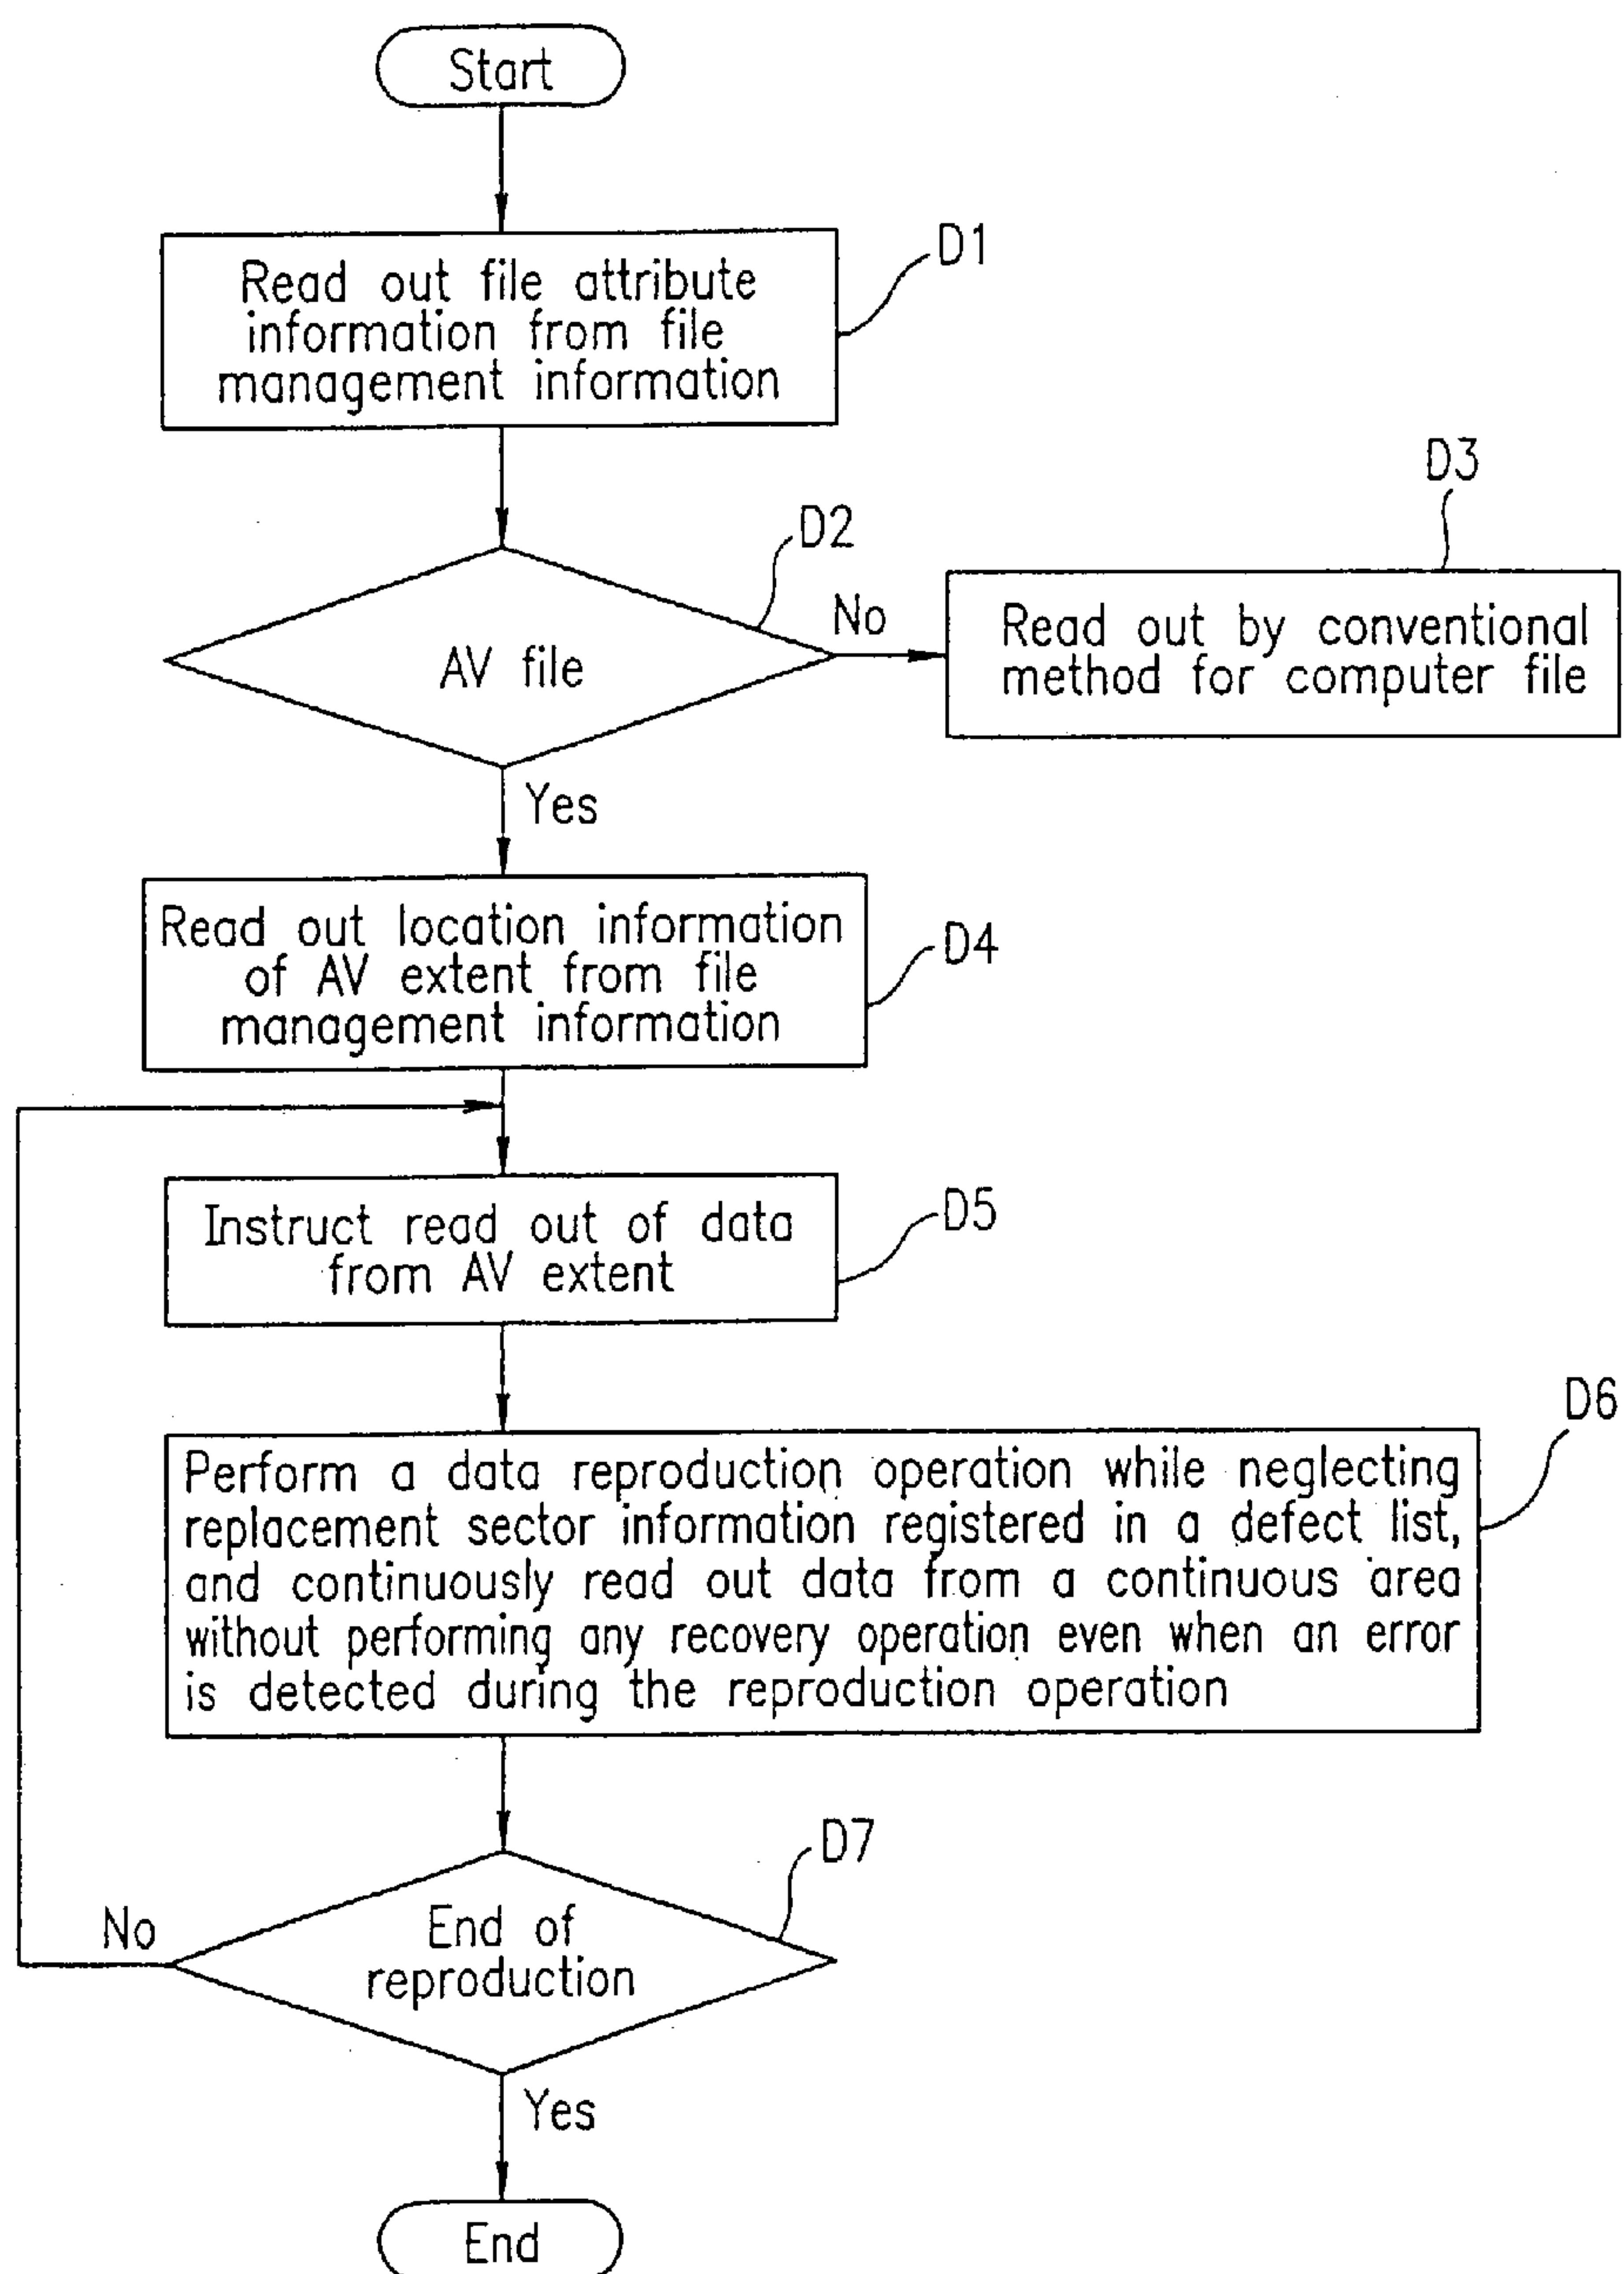 Start
D1
Read out file attribute
information from file
management information
D2
AV file
No
D3
Read out by conventional
method for computer file
Yes
Read out location information
of AV extent from file
management information
D4
Instruct read out of data
from AV extent
D5
D6
Perform a data reproduction operation while neglecting
replacement sector information registered in a defect list,
and continuously read out data from a continuous area
without performing any recovery operation even when an error
is detected during the reproduction operation
D7
End of
reproduction
No
Yes
End